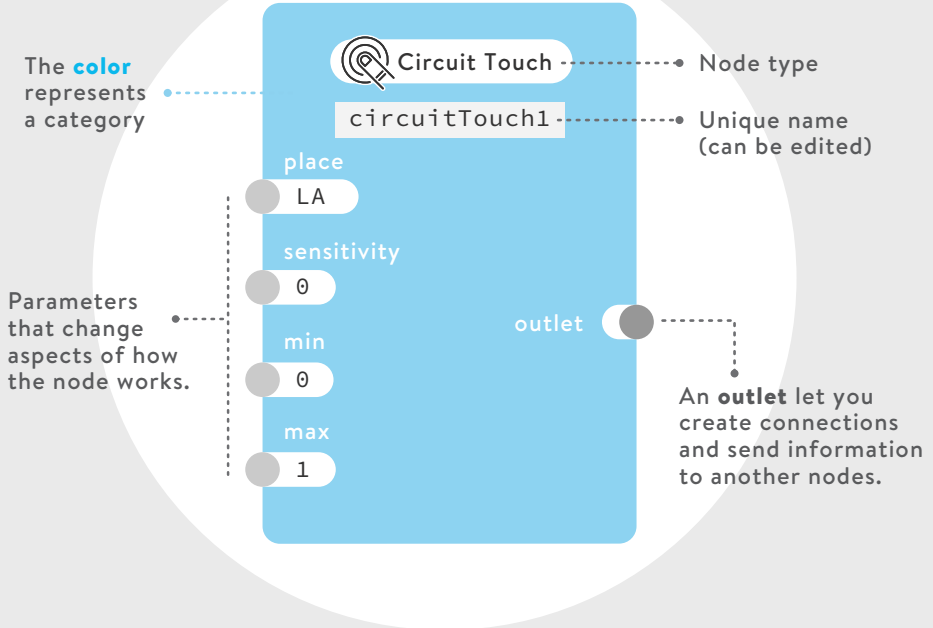 The color
represents
a category
Circuit Touch
Node type
circuitTouch1
Unique name
(can be edited)
place
LA
sensitivity
0
min
0
max
1
Parameters
that change
aspects of how
the node works.
outlet
An outlet let you
create connections
and send information
to another nodes.